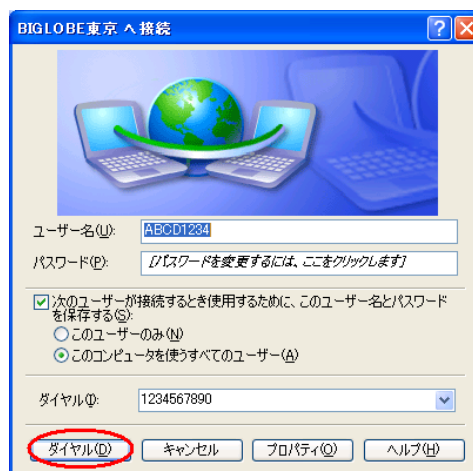 BIGLOBE東京 へ接続
ユーザー名(U):
ABCD1234
パスワード(P):
[パスワードを変更するには、ここをクリックします]
次のユーザーが接続するとき使用するために、このユーザー名とパスワード
を保存する(S):
このユーザーのみ(N)
このコンピュータを使うすべてのユーザー(A)
ダイヤル(I):
1234567890
ダイヤル(D)
キャンセル
プロパティ(O)
ヘルプ(H)